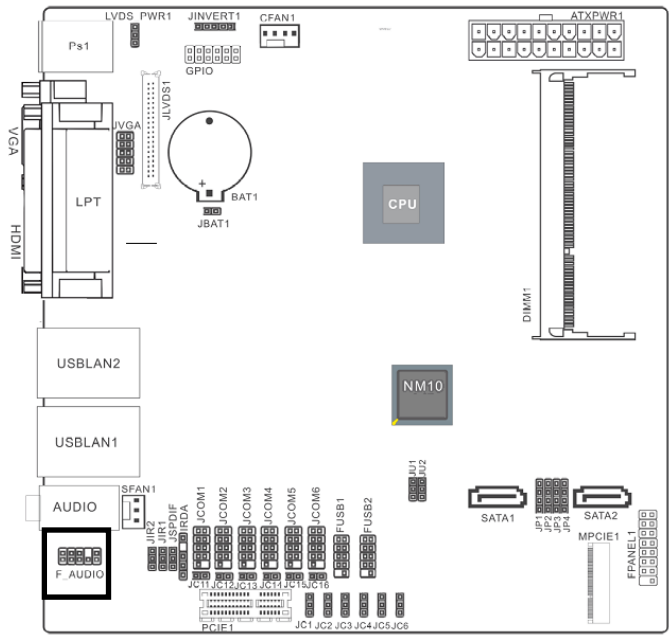 LVDS_PWR1
JINVERT1
CFAN1
ATXPWR1
Ps1
GPIO
JLVDS1
JVGA
VGA
LPT
HDMI
+
BAT1
JBAT1
CPU
DIMM1
USBLAN2
NM10
USBLAN1
JU1
JU2
AUDIO
SFAN1
SATA1
JP1
JP2
JP3
JP4
SATA2
MPCIE1
FPANEL1
F_AUDIO
JIR2
JIR1
JSPDIF
IRDA
JCOM1
JCOM2
JCOM3
JCOM4
JCOM5
JCOM6
FUSB1
FUSB2
JC11
JC12
JC13
JC14
JC15
JC16
PCIE1
JC1
JC2
JC3
JC4
JC5
JC6